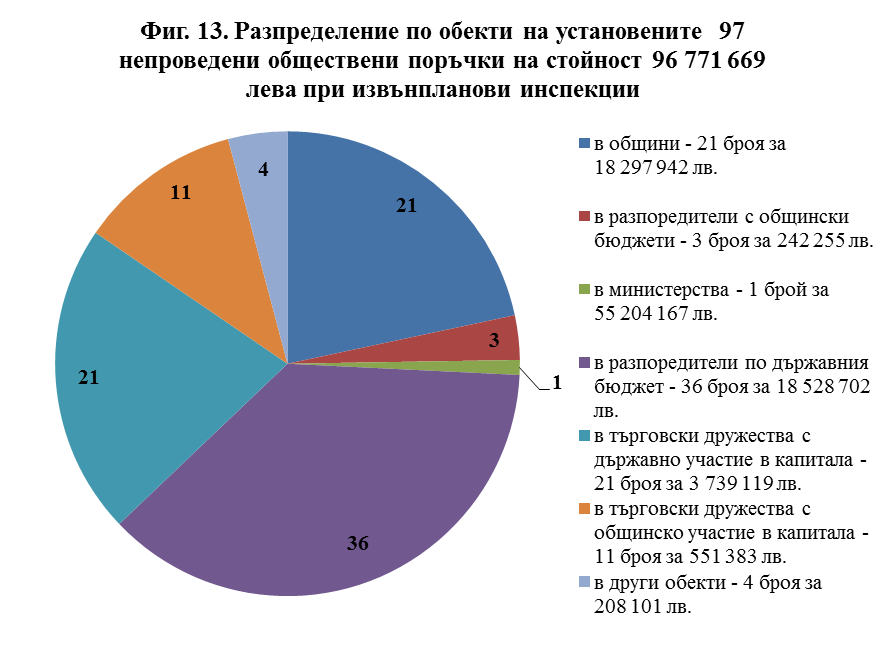 Фиг. 13. Разпределение по обекти на установените 97
непроведени обществени поръчки на стойност 96 771 669
лева при извънпланови инспекции
21
3
1
36
21
11
4
в общини - 21 броя за
18 297 942 лв.
в разпоредители с общински
бюджети - 3 броя за 242 255 лв.
в министерства - 1 брой за
55 204 167 лв.
в разпоредители по държавния
бюджет - 36 броя за 18 528 702
лв.
в търговски дружества с
държавно участие в капитала -
21 броя за 3 739 119 лв.
в търговски дружества с
общинско участие в капитала -
11 броя за 551 383 лв.
в други обекти - 4 броя за
208 101 лв.